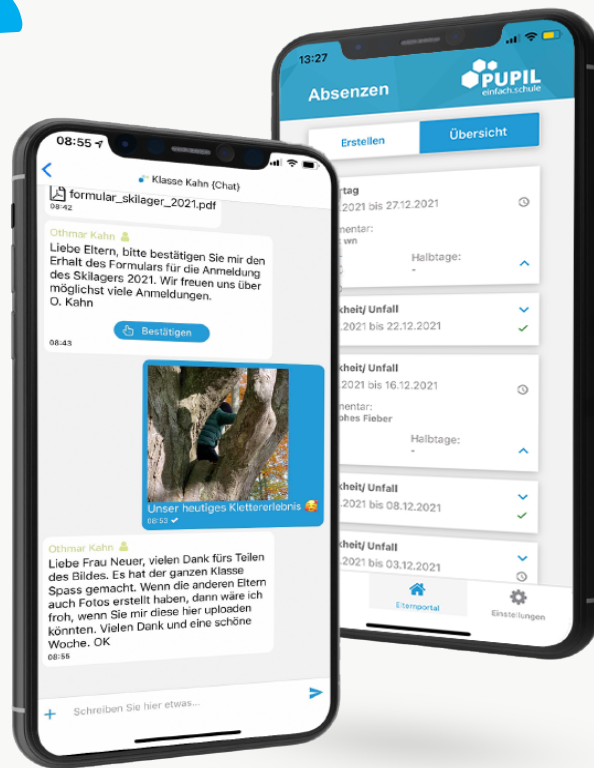 08:55
Klasse Kahn (Chat)
formular_skilager_2021.pdf
08:42
Othmar Kahn
Liebe Eltern, bitte bestätigen Sie mir den
Erhalt des Formulars für die Anmeldung
des Skilagers 2021. Wir freuen uns über
möglichst viele Anmeldungen.
O. Kahn
Bestätigen
08:43
Unser heutiges Klettererlebnis 🥰
08:53
Othmar Kahn
Liebe Frau Neuer, vielen Dank fürs Teilen
des Bildes. Es hat der ganzen Klasse
Spass gemacht. Wenn die anderen Eltern
auch Fotos erstellt haben, dann wäre ich
froh, wenn Sie mir diese hier uploaden
könnten. Vielen Dank und eine schöne
Woche. OK
08:55
Schreiben Sie hier etwas...
13:27
Absenzen
PUPIL
einfach.schule
Erstellen
Übersicht
rtag
.2021 bis 27.12.2021
mentar:
wn
Halbtage:
-
kheit/ Unfall
.2021 bis 22.12.2021
kheit/ Unfall
.2021 bis 16.12.2021
mentar:
ohes Fieber
Halbtage:
-
kheit/ Unfall
.2021 bis 08.12.2021
kheit/ Unfall
.2021 bis 03.12.2021
Elternportal
Einstellungen